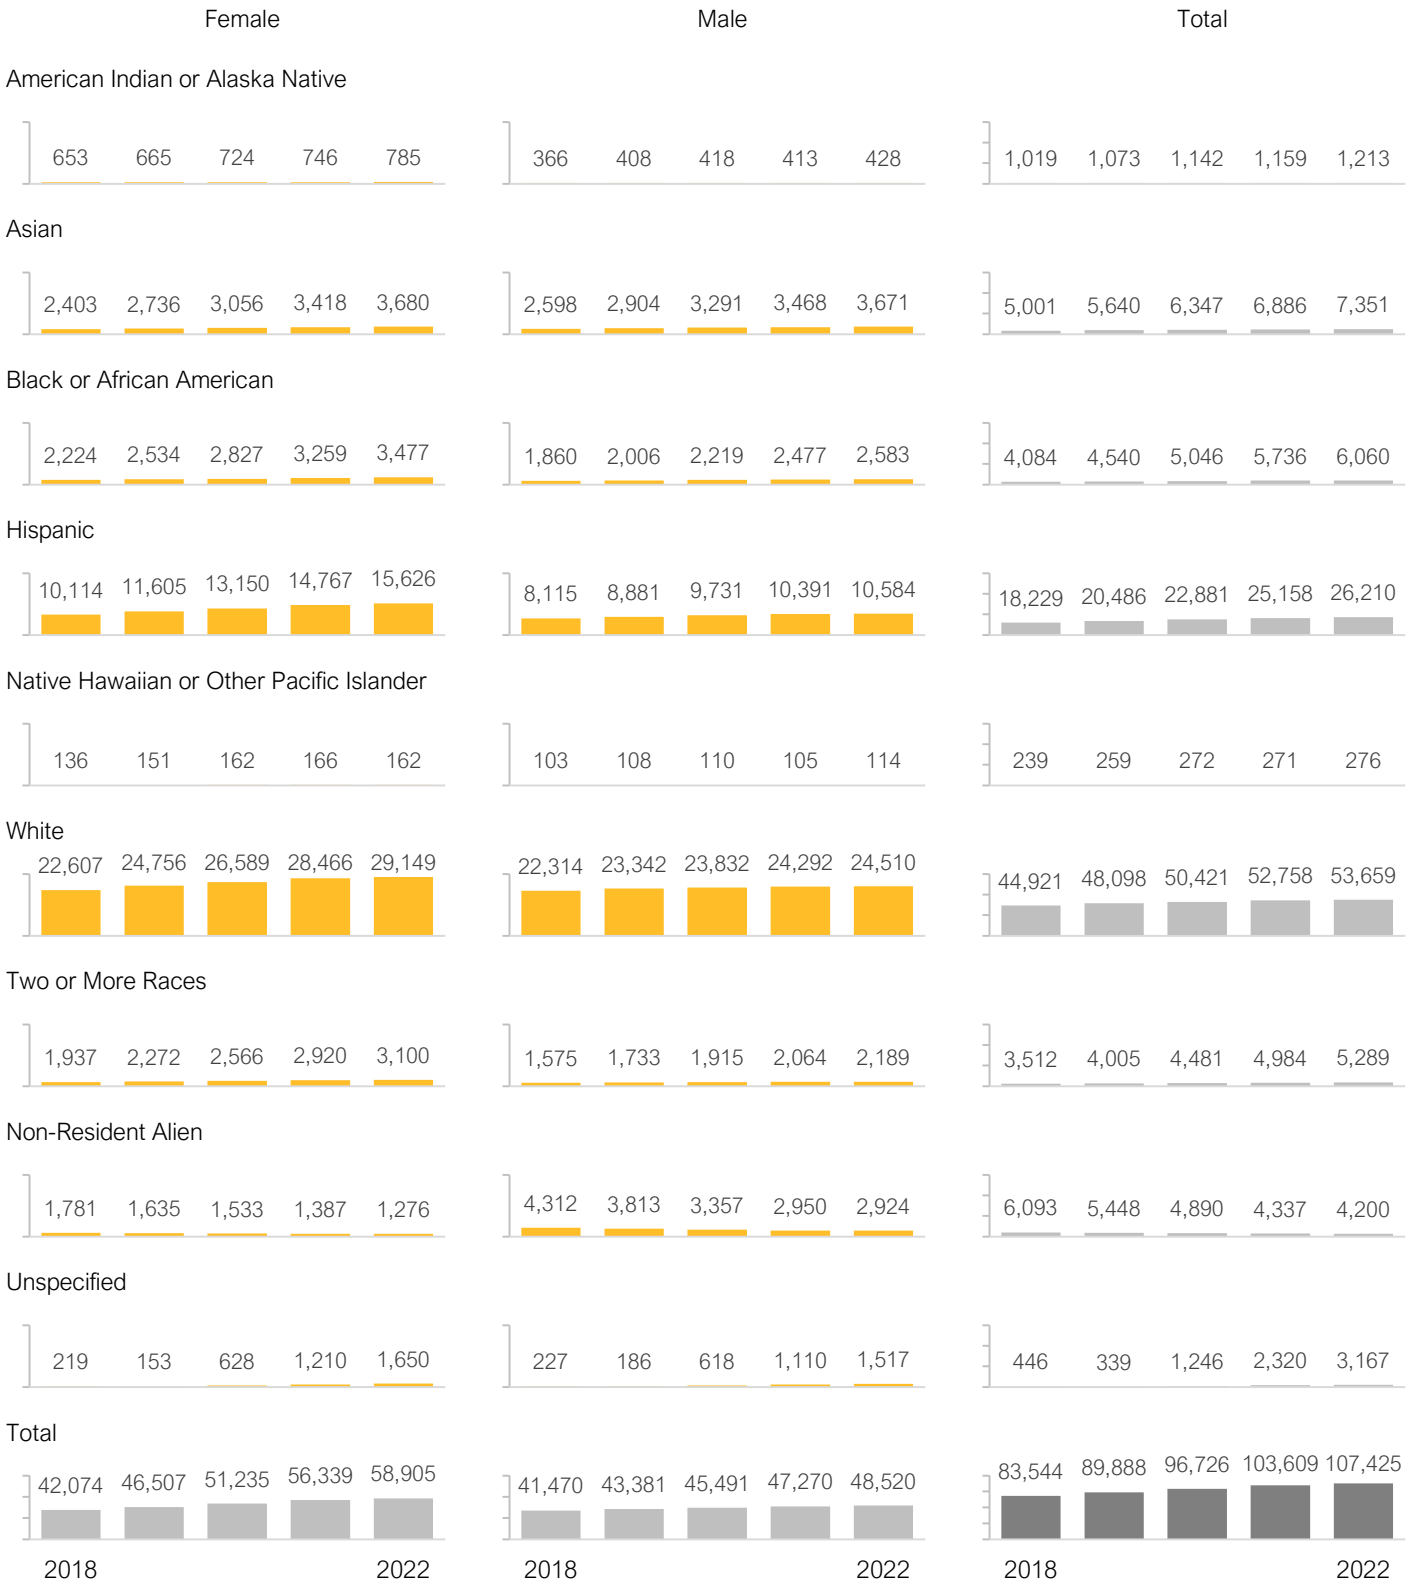 Female Male Total
American Indian or Alaska Native
653 665 724 746 785 366 408 418 413 428 1,019 1,073 1,142 1,159 1,213
Asian
2,403 2,736 3,056 3,418 3,680 2,598 2,904 3,291 3,468 3,671 5,001 5,640 6,347 6,886 7,351
Black or African American
2,224 2,534 2,827 3,259 3,477 1,860 2,006 2,219 2,477 2,583 4,084 4,540 5,046 5,736 6,060
Hispanic
10,114 11,605 13,150 14,767 15,626 8,115 8,881 9,731 10,391 10,584 18,229 20,486 22,881 25,158 26,210
Native Hawaiian or Other Pacific Islander
136 151 162 166 162 103 108 110 105 114 239 259 272 271 276
White
22,607 24,756 26,589 28,466 29,149 22,314 23,342 23,832 24,292 24,510 44,921 48,098 50,421 52,758 53,659
Two or More Races
1,937 2,272 2,566 2,920 3,100 1,575 1,733 1,915 2,064 2,189 3,512 4,005 4,481 4,984 5,289
Non-Resident Alien
1,781 1,635 1,533 1,387 1,276 4,312 3,813 3,357 2,950 2,924 6,093 5,448 4,890 4,337 4,200
Unspecified
219 153 628 1,210 1,650 227 186 618 1,110 1,517 446 339 1,246 2,320 3,167
Total
42,074 46,507 51,235 56,339 58,905 41,470 43,381 45,491 47,270 48,520 83,544 89,888 96,726 103,609 107,425
2018 2022 2018 2022 2018 2022